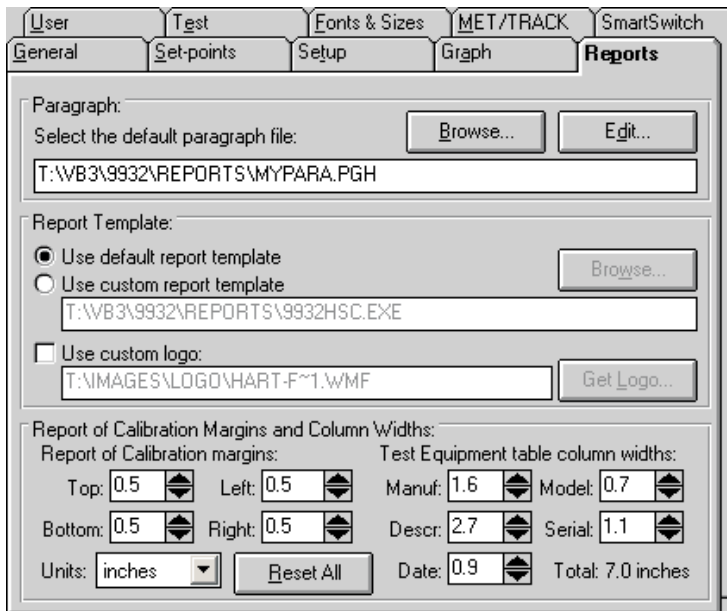 User Test Fonts & Sizes MET/TRACK SmartSwitch
General Set-points Setup Graph Reports
Paragraph:
Select the default paragraph file: Browse... Edit...
T:\VB3\9932\REPORTS\MYPARA.PGH
Report Template:
Use default report template
Browse...
Use custom report template
T:\VB3\9932\REPORTS\9932HSC.EXE
Use custom logo:
T:\IMAGES\LOGO\HART-F~1.WMF Get Logo...
Report of Calibration Margins and Column Widths:
Report of Calibration margins: Test Equipment table column widths:
Top: 0.5 Left: 0.5 Manuf: 1.6 Model: 0.7
Bottom: 0.5 Right: 0.5 Descr: 2.7 Serial: 1.1
Units: inches Reset All Date: 0.9 Total: 7.0 inches